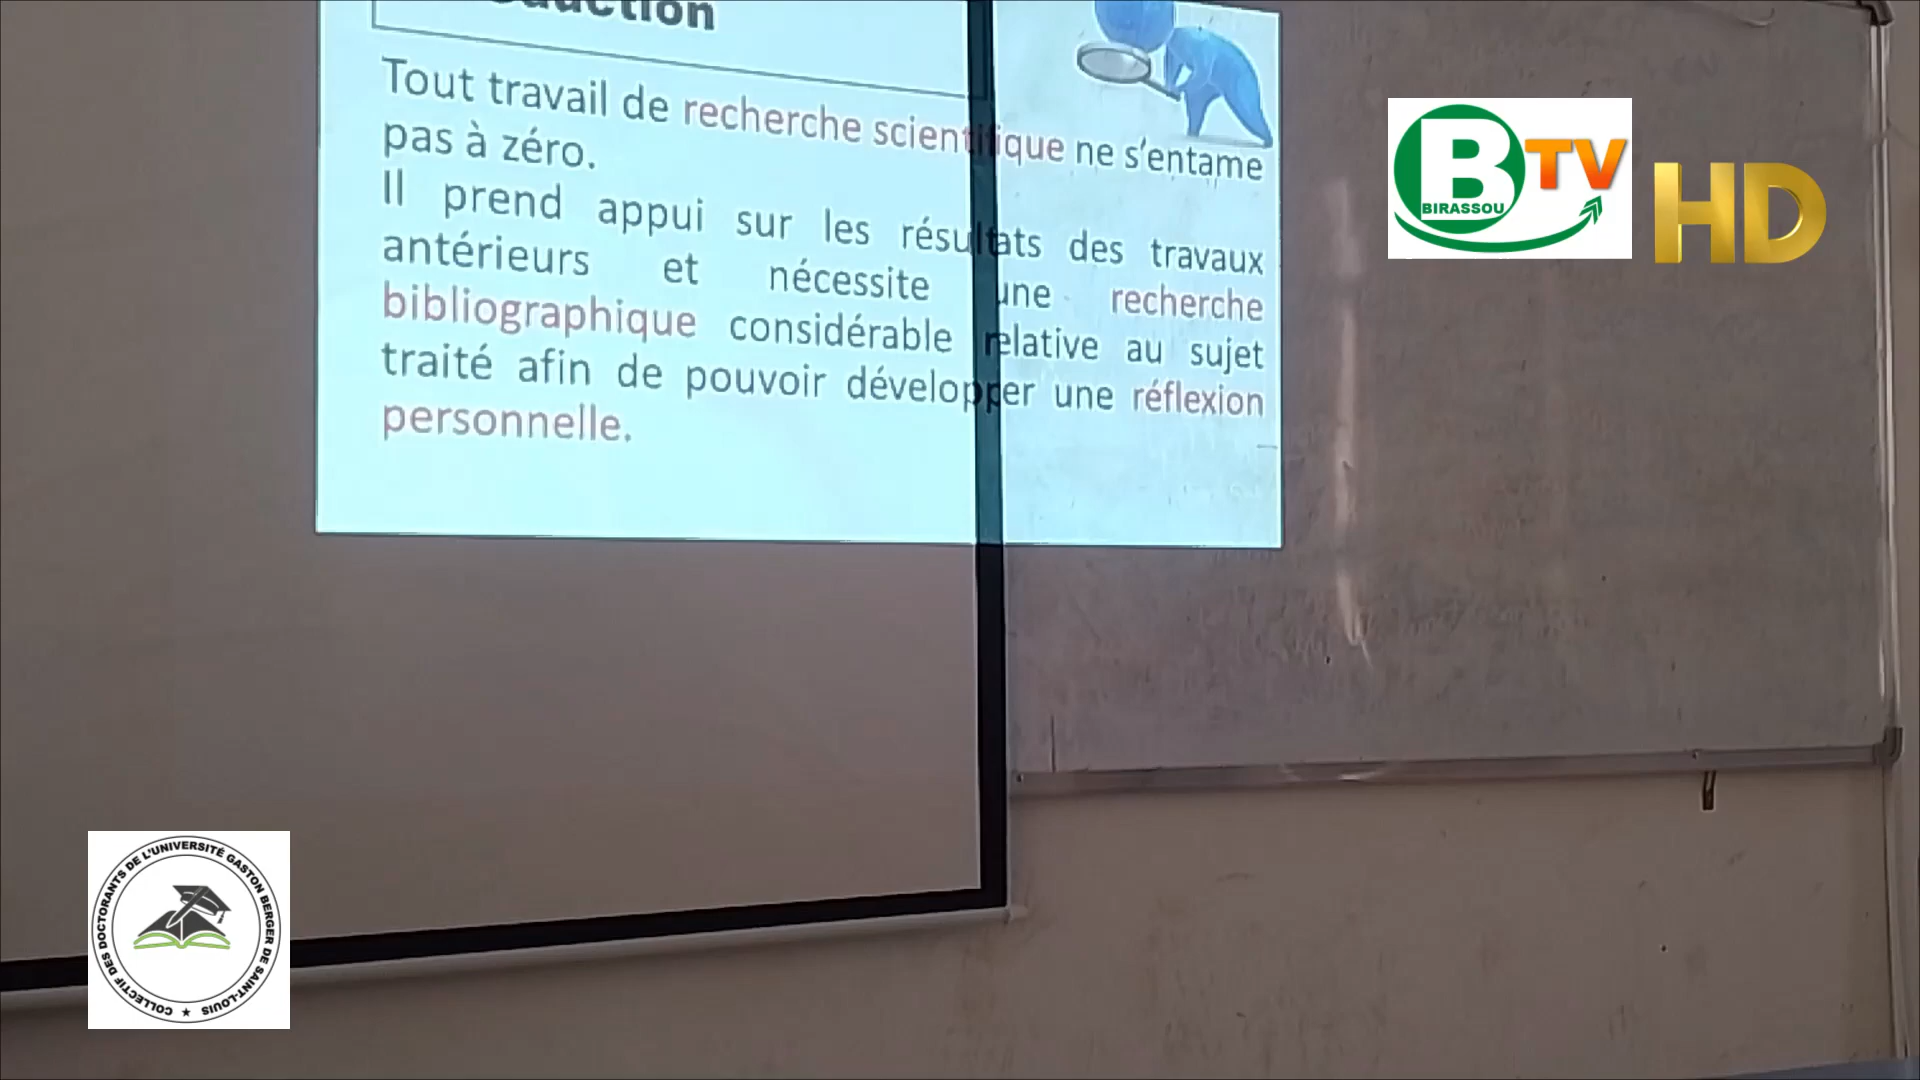 Tout travail de recherche scientifique ne s'entame
pas à zéro.
Il prend appui sur les résultats des travaux
antérieurs et nécessite une recherche
bibliographique considérable relative au sujet
traité afin de pouvoir développer une réflexion
personnelle.
B TV HD
BIRASSOU
COLLECTIF DES DOCTORANTS DE L'UNIVERSITÉ GASTON BERGER DE SAINT-LOUIS